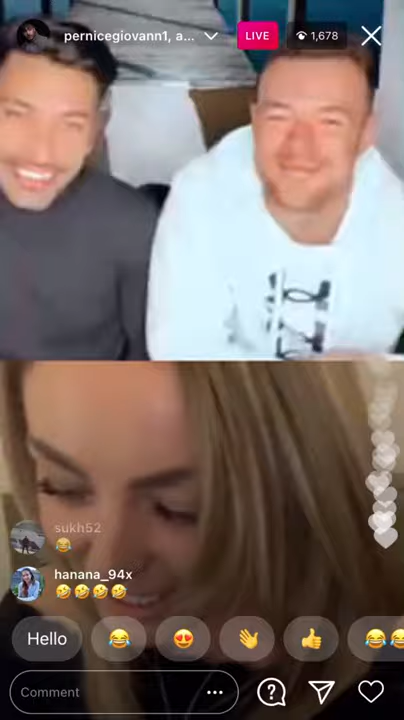 pernicegiovann1, a...
LIVE
1,678
sukh52
hanana_94x
Hello
Comment